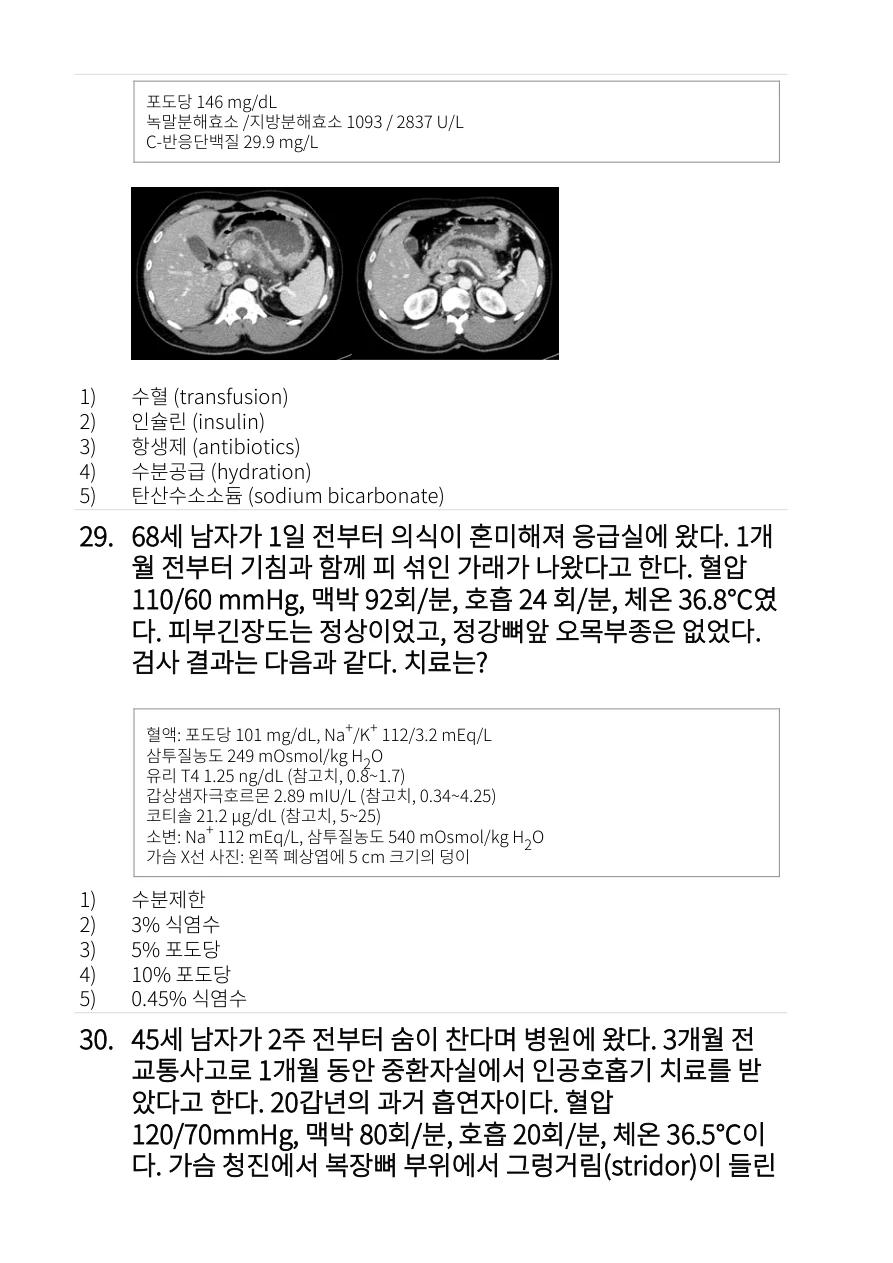 포도당 146 mg/dL
녹말분해효소 /지방분해효소 1093 / 2837 U/L
C-반응단백질 29.9 mg/L
1) 수혈 (transfusion)
2) 인슐린 (insulin)
3) 항생제 (antibiotics)
4) 수분공급 (hydration)
5) 탄산수소소듐 (sodium bicarbonate)
29. 68세 남자가 1일 전부터 의식이 혼미해져 응급실에 왔다. 1개
월 전부터 기침과 함께 피 섞인 가래가 나왔다고 한다. 혈압
110/60 mmHg, 맥박 92회/분, 호흡 24 회/분, 체온 36.8°C였
다. 피부긴장도는 정상이었고, 정강뼈앞 오목부종은 없었다.
검사 결과는 다음과 같다. 치료는?
혈액: 포도당 101 mg/dL, Na⁺/K⁺ 112/3.2 mEq/L
삼투질농도 249 mOsmol/kg H₂O
유리 T4 1.25 ng/dL (참고치, 0.8~1.7)
갑상샘자극호르몬 2.89 mIU/L (참고치, 0.34~4.25)
코티솔 21.2 μg/dL (참고치, 5~25)
소변: Na⁺ 112 mEq/L, 삼투질농도 540 mOsmol/kg H₂O
가슴 X선 사진: 왼쪽 폐상엽에 5 cm 크기의 덩이
1) 수분제한
2) 3% 식염수
3) 5% 포도당
4) 10% 포도당
5) 0.45% 식염수
30. 45세 남자가 2주 전부터 숨이 찬다며 병원에 왔다. 3개월 전
교통사고로 1개월 동안 중환자실에서 인공호흡기 치료를 받
았다고 한다. 20갑년의 과거 흡연자이다. 혈압
120/70mmHg, 맥박 80회/분, 호흡 20회/분, 체온 36.5°C이
다. 가슴 청진에서 복장뼈 부위에서 그렁거림(stridor)이 들린